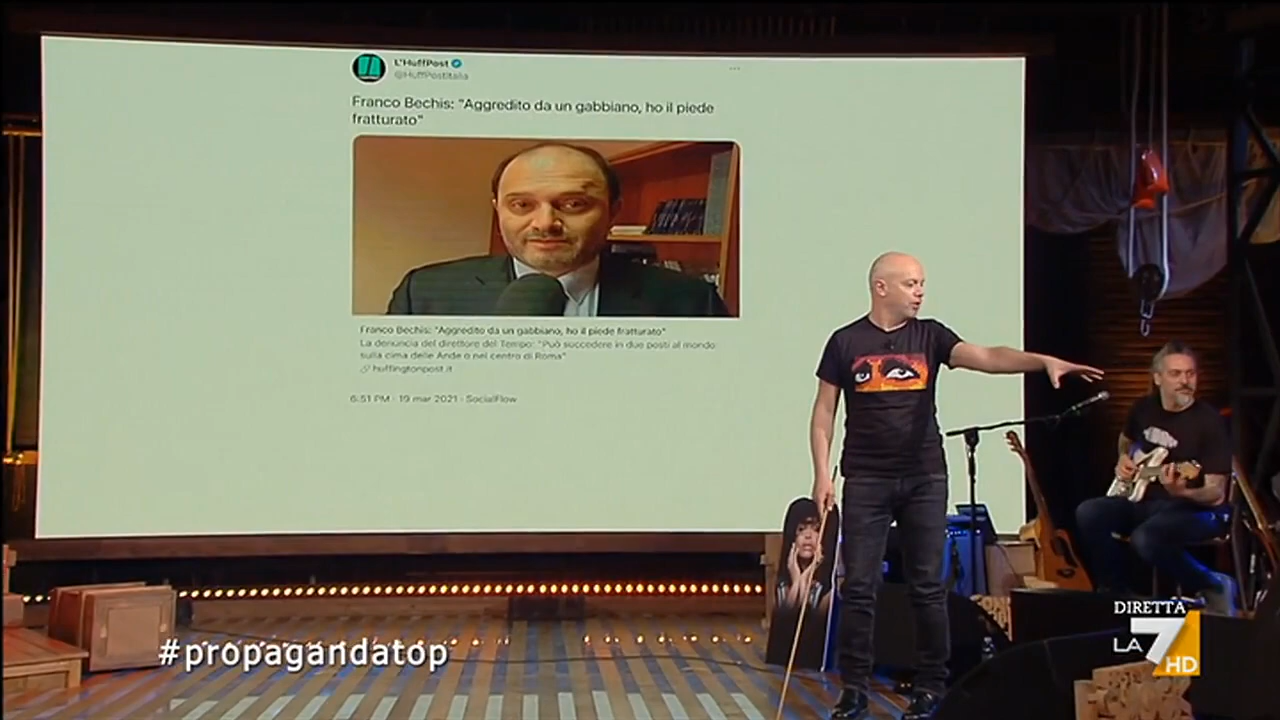 L'HuffPost
@HuffPostItalia
Franco Bechis: "Aggredito da un gabbiano, ho il piede
fratturato"
Franco Bechis: "Aggredito da un gabbiano, ho il piede fratturato"
La denuncia del direttore del Tempo: "Può succedere in due posti al mondo:
sulla cima delle Ande o nel centro di Roma"
huffingtonpost.it
6:51 PM · 19 mar 2021 · SocialFlow
#propagandatop
DIRETTA
LA 7 HD